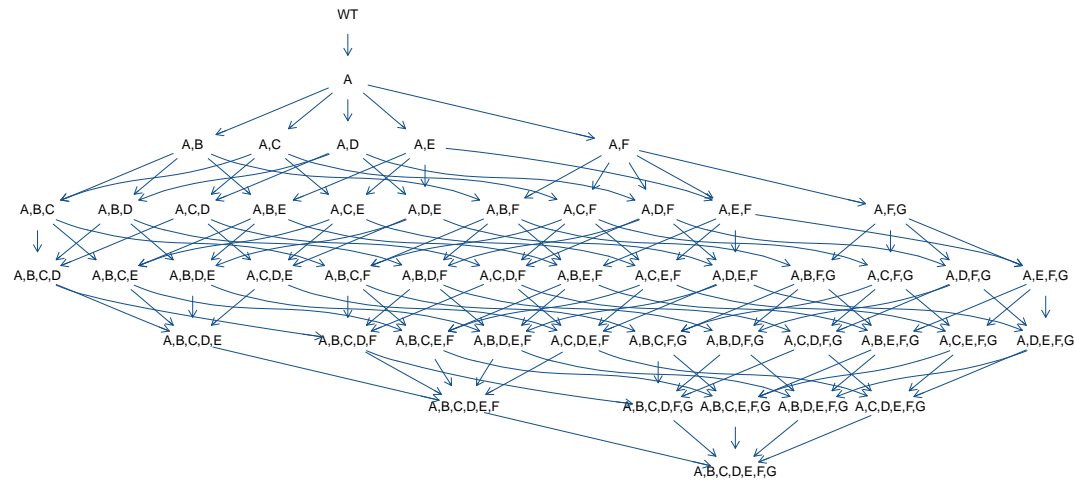 WT
A
A,B A,C A,D A,E A,F
A,B,C A,B,D A,C,D A,B,E A,C,E A,D,E A,B,F A,C,F A,D,F A,E,F A,F,G
A,B,C,D A,B,C,E A,B,D,E A,C,D,E A,B,C,F A,B,D,F A,C,D,F A,B,E,F A,C,E,F A,D,E,F A,B,F,G A,C,F,G A,D,F,G A,E,F,G
A,B,C,D,E A,B,C,D,F A,B,C,E,F A,B,D,E,F A,C,D,E,F A,B,C,F,G A,B,D,F,G A,C,D,F,G A,B,E,F,G A,C,E,F,G A,D,E,F,G
A,B,C,D,E,F A,B,C,D,F,G A,B,C,E,F,G A,B,D,E,F,G A,C,D,E,F,G
A,B,C,D,E,F,G